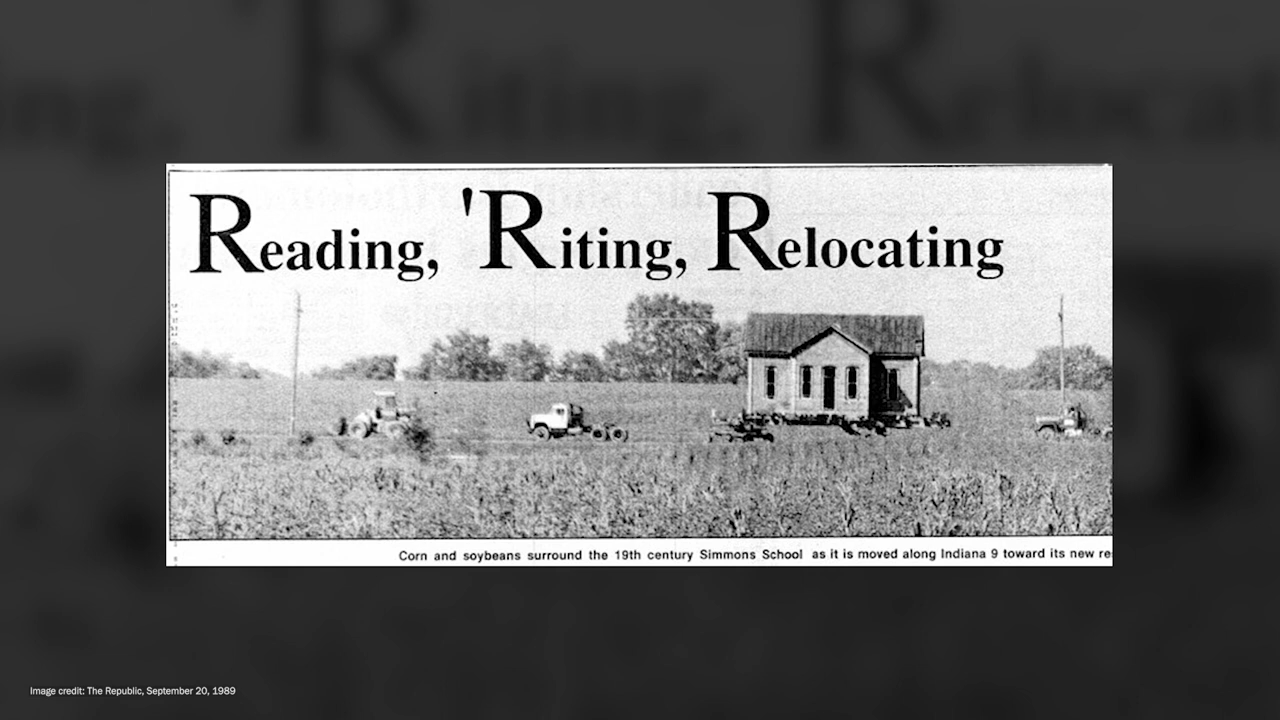 Reading, 'Riting, Relocating
Corn and soybeans surround the 19th century Simmons School as it is moved along Indiana 9 toward its new
Image credit: The Republic, September 20, 1989